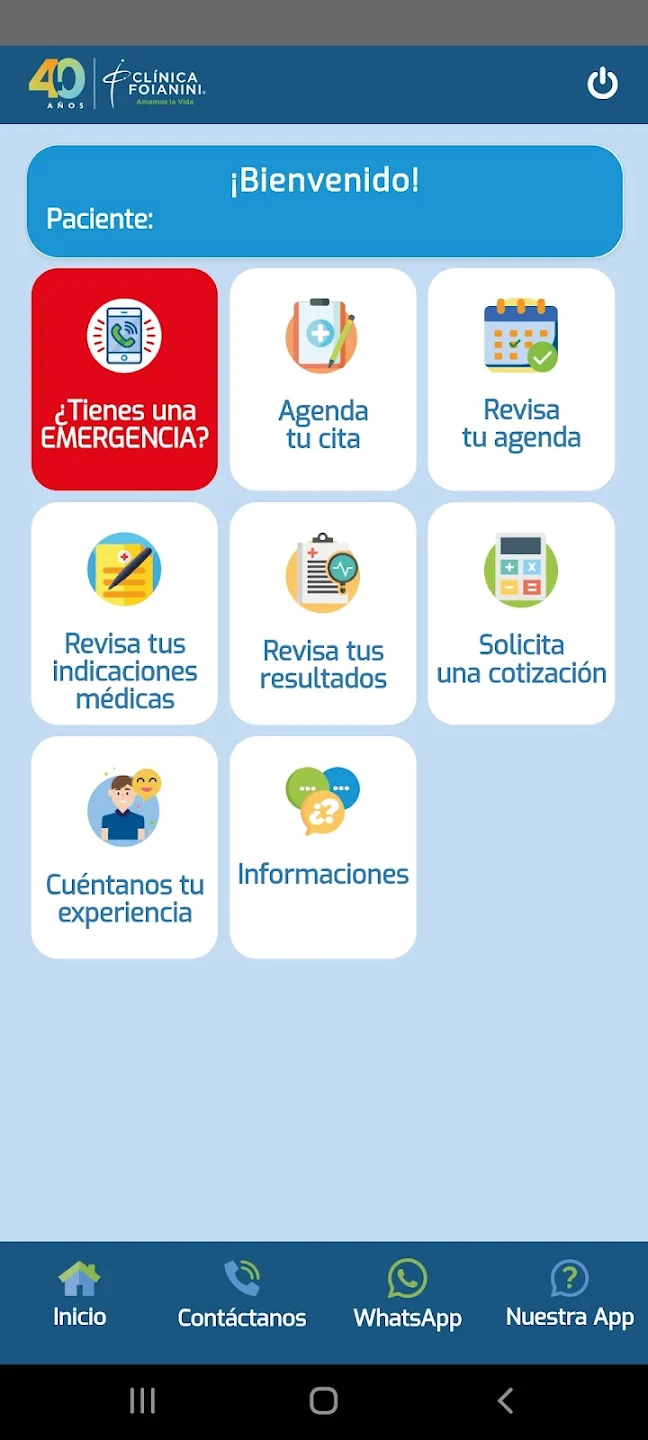 40
AÑOS
CLÍNICA
FOIANINI
Amamos la Vida
¡Bienvenido!
Paciente:
¿Tienes una
EMERGENCIA?
Agenda
tu cita
Revisa
tu agenda
Revisa tus
indicaciones
médicas
Revisa tus
resultados
Solicita
una cotización
Cuéntanos tu
experiencia
Informaciones
Inicio
Contáctanos
WhatsApp
Nuestra App